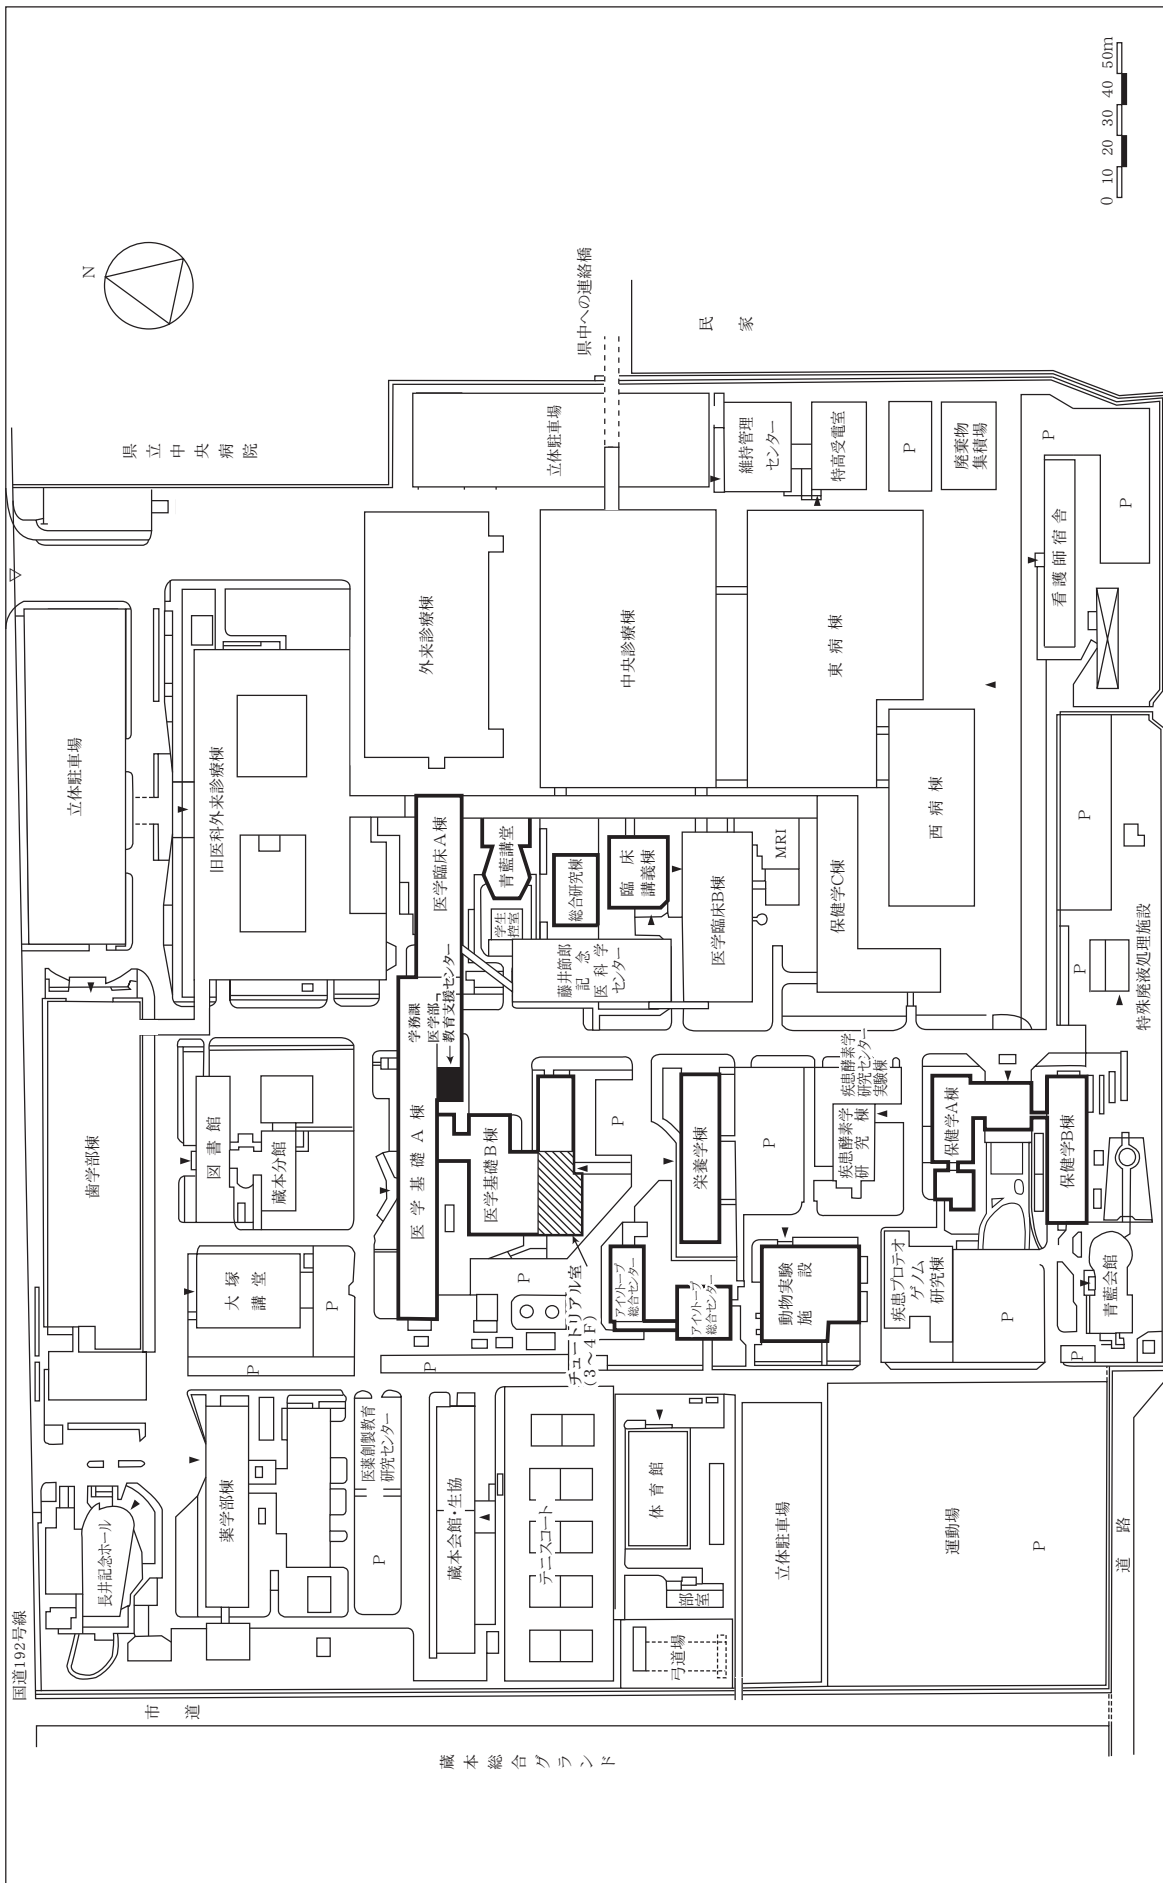 国道192号線
市道
蔵本総合グランド
長井記念ホール
薬学部棟
医薬創製教育
研究センター
P
蔵本会館・生協
テニスコート
体育館
部室
弓道場
立体駐車場
運動場
P
道路
歯学部棟
図書館
蔵本分館
大塚
講堂
P
P
医学基礎A棟
学務課
医学部
教育支援センター
医学基礎B棟
P
P
P
チュートリアル室
(3～4F)
アイソトープ
総合センター
アイソトープ
総合センター
栄養学棟
P
動物実験
施設
疾患酵素学
研究センター
実験棟
疾患酵素学
研究棟
疾患プロテオ
ゲノム
研究棟
P
保健学A棟
保健学B棟
青藍会館
P
立体駐車場
旧医科外来診療棟
医学臨床A棟
青藍講堂
学生
控室
総合研究棟
臨床
講義棟
藤井節郎
記念
医科学
センター
医学臨床B棟
MRI
保健学C棟
西病棟
P
P
特殊廃液処理施設
N
県立中央病院
外来診療棟
立体駐車場
県中への連絡橋
民家
中央診療棟
東病棟
維持管理
センター
特高受電室
P
廃棄物
集積場
P
P
看護師宿舎
0 10 20 30 40 50m